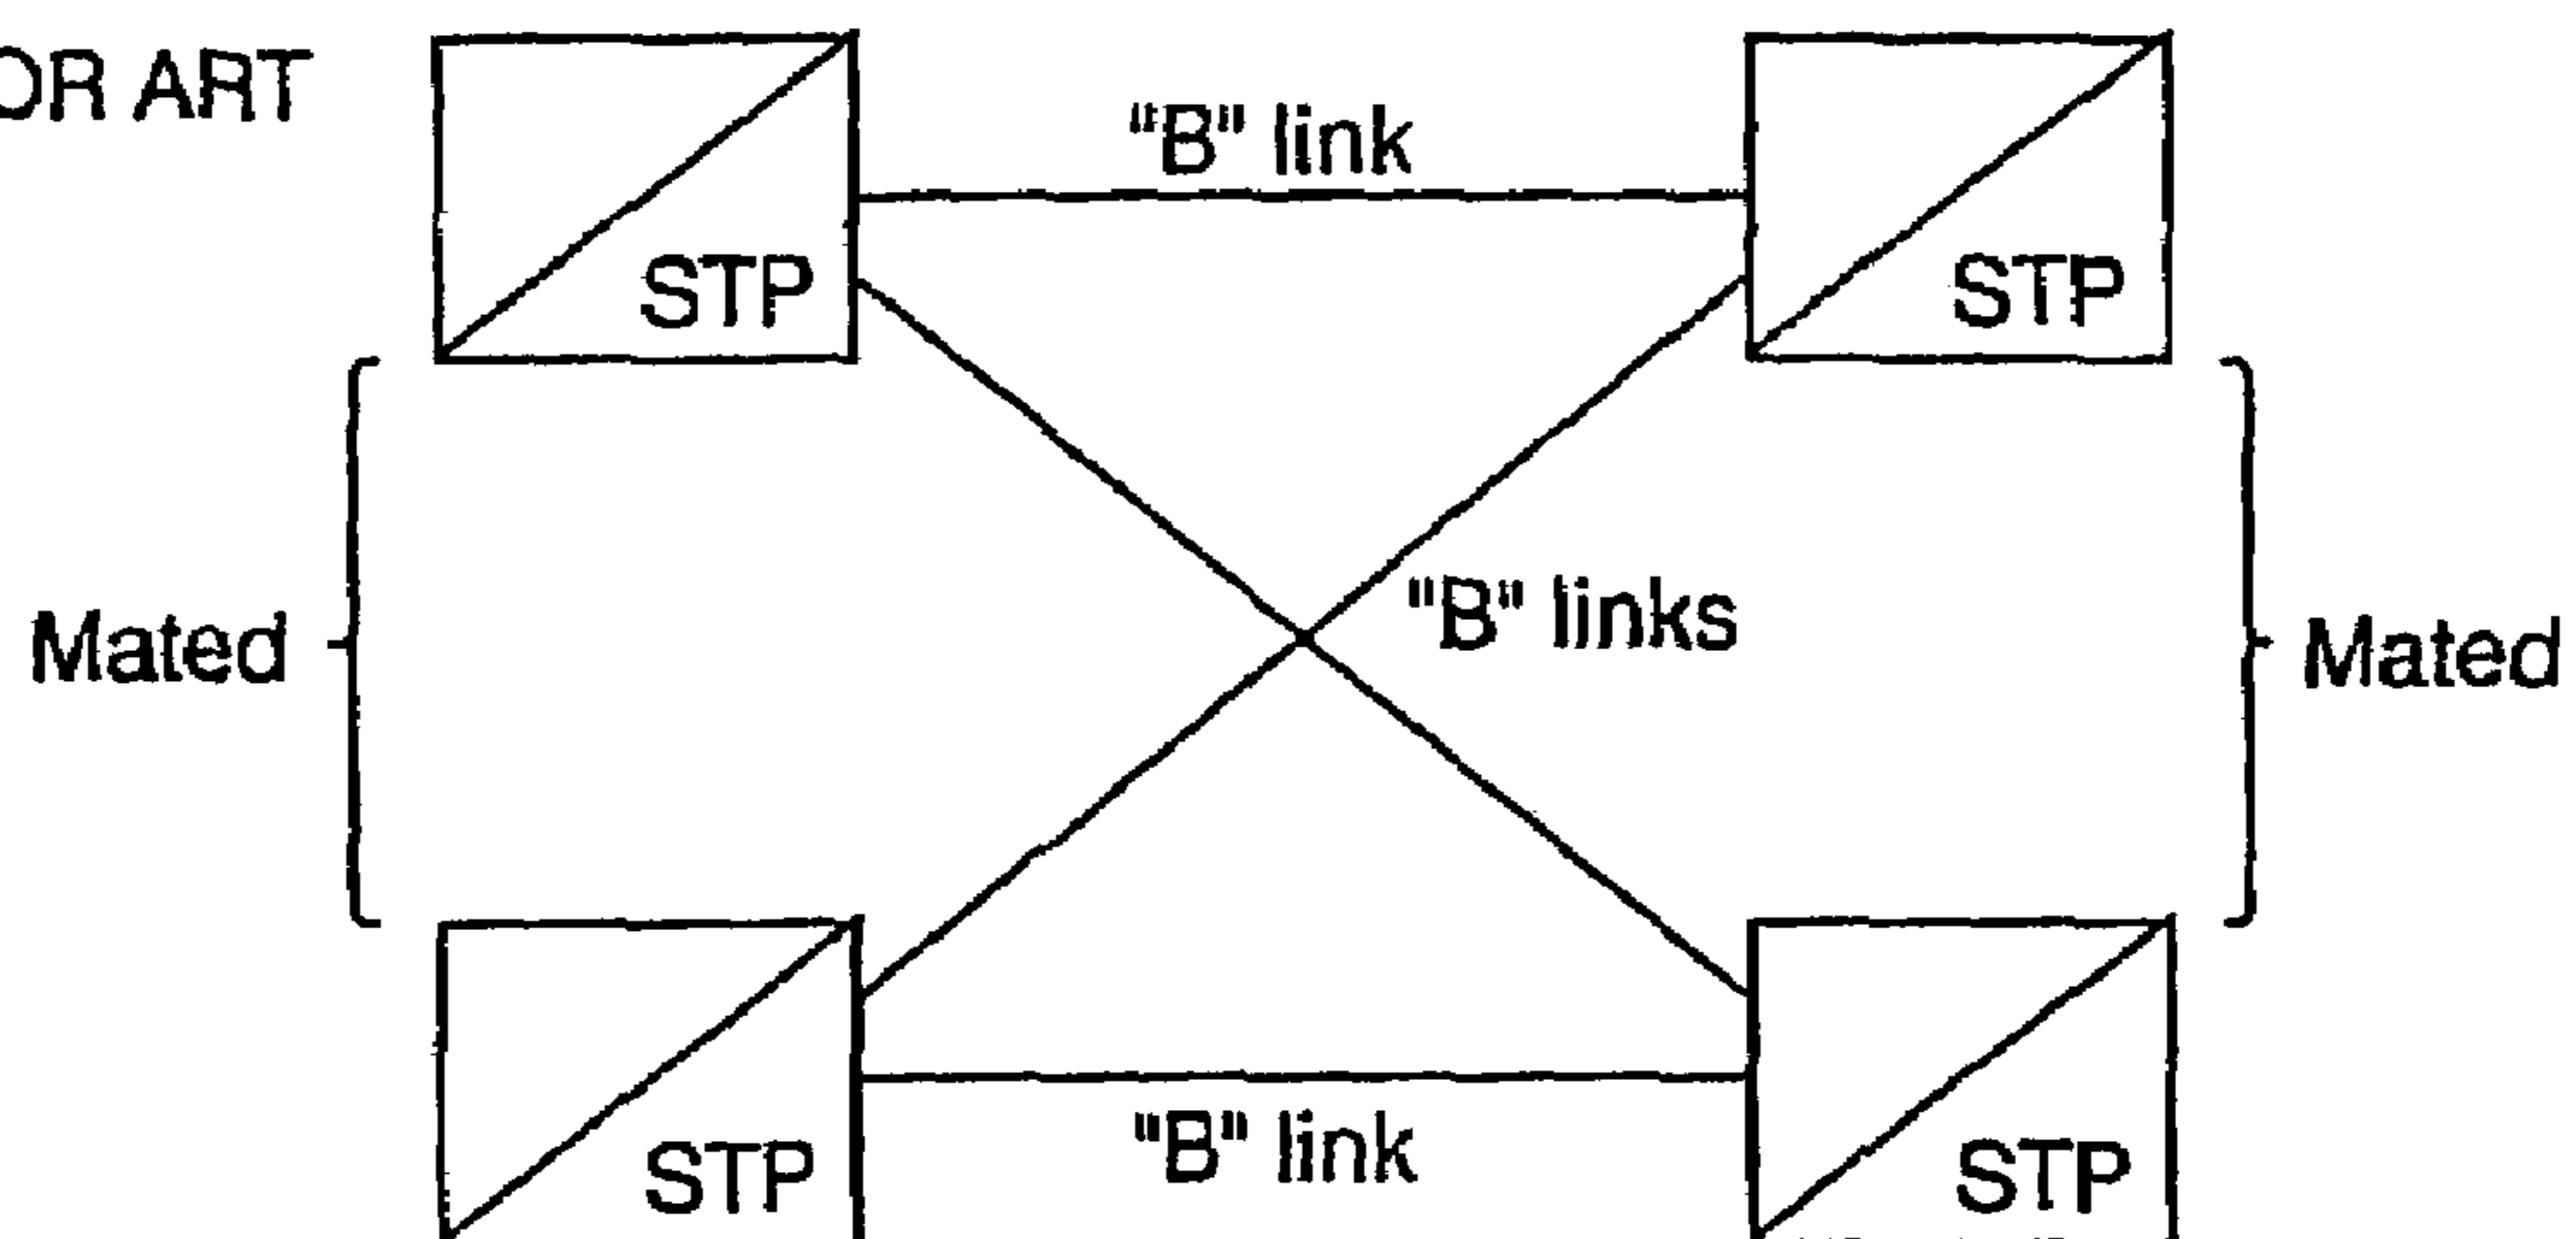 OR ART
"B" link
STP
STP
Mated
"B" links
Mated
"B" link
STP
STP